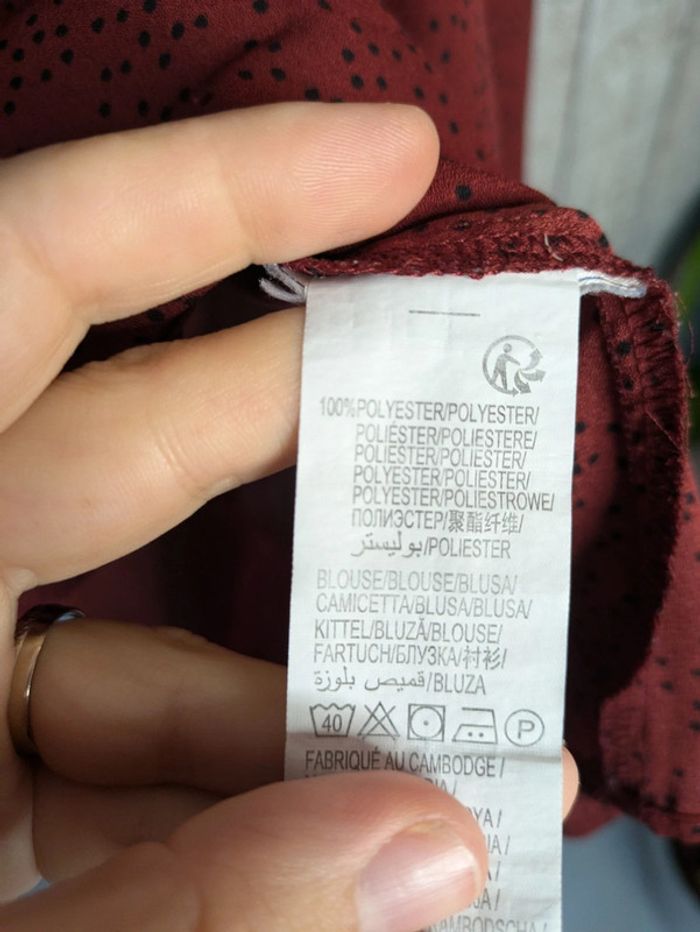 100%POLYESTER/POLYESTER/
POLIÉSTER/POLIESTERE/
POLIÉSTER/POLIESTER/
POLYESTER/POLIESTER/
POLYESTER/POLIESTROWE/
ПОЛИЭСТЕР/聚酯纤维/
بوليستر/POLIESTER
BLOUSE/BLOUSE/BLUSA/
CAMICETTA/BLUSA/BLUSA/
KITTEL/BLUZĂ/BLOUSE/
FARTUCH/БЛУЗКА/衬衫/
قميص بلوزة/BLUZA
40 P
FABRIQUÉ AU CAMBODGE /